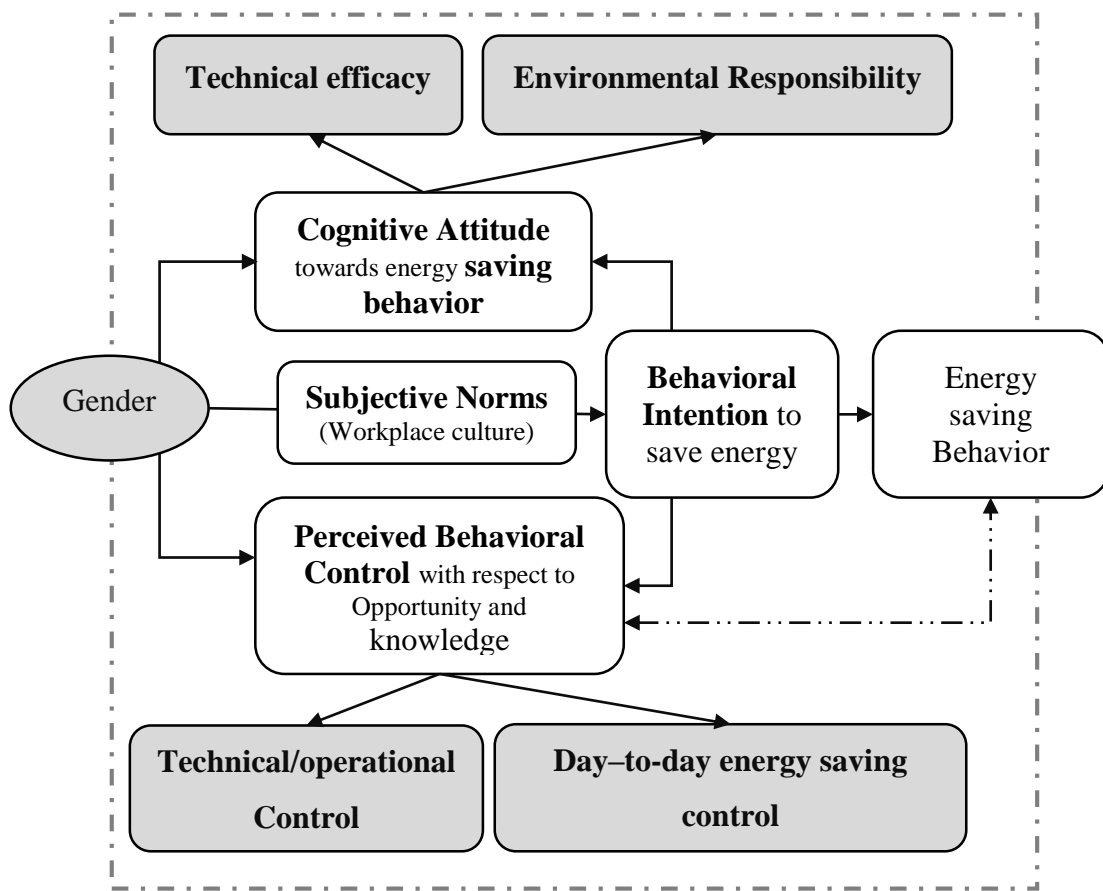 Technical efficacy
Environmental Responsibility
Cognitive Attitude
towards energy saving
behavior
Gender
Subjective Norms
(Workplace culture)
Behavioral
Intention to
save energy
Energy
saving
Behavior
Perceived Behavioral
Control with respect to
Opportunity and
knowledge
Technical/operational
Control
Day–to-day energy saving
control